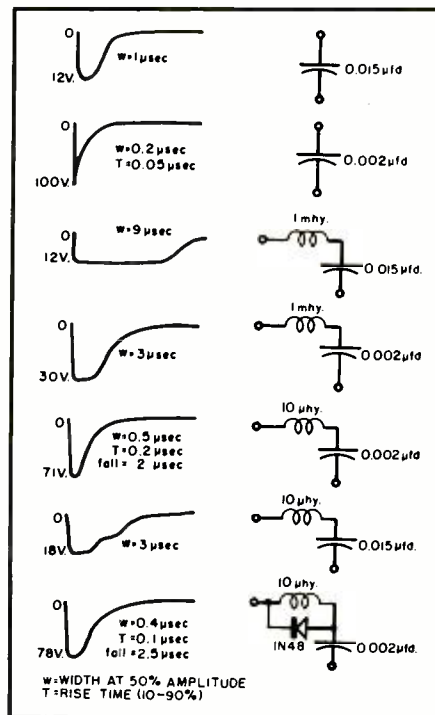 0
w=1μsec
12V.
0.015μfd.
0
w=0.2μsec
T=0.05μsec
100V.
0.002μfd.
0
w=9μsec
12V.
1mhy.
0.015μfd.
0
w=3μsec
30V.
1mhy.
0.002μfd.
0
w=0.5μsec
T=0.2μsec
fall= 2 μsec
71V.
10μhy.
0.002μfd.
0
w=3μsec
18V.
10μhy.
0.015μfd.
0
w=0.4μsec
T=0.1μsec
fall=2.5μsec
78V.
10μhy.
1N48
0.002μfd.
w=WIDTH AT 50% AMPLITUDE
T=RISE TIME (10-90%)